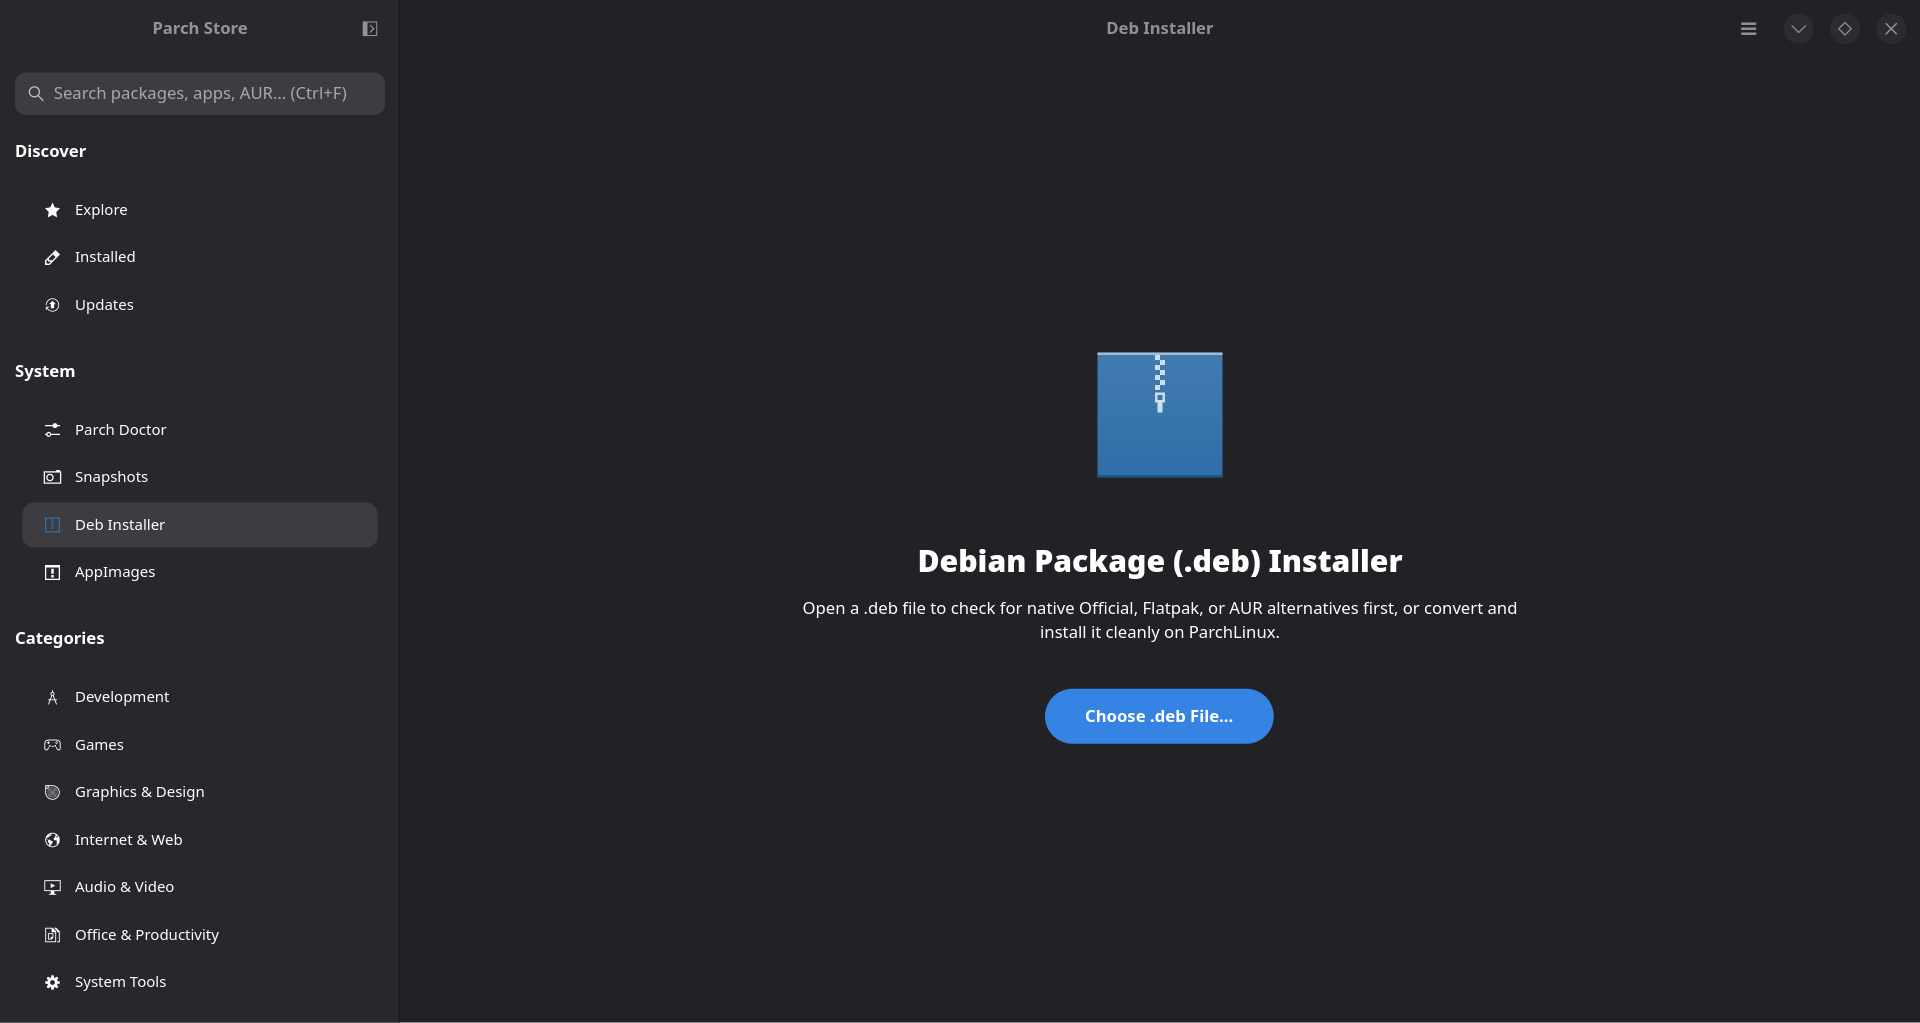 Parch Store
Deb Installer
Search packages, apps, AUR... (Ctrl+F)
Discover
Explore
Installed
Updates
System
Parch Doctor
Snapshots
Deb Installer
AppImages
Categories
Development
Games
Graphics & Design
Internet & Web
Audio & Video
Office & Productivity
System Tools
Debian Package (.deb) Installer
Open a .deb file to check for native Official, Flatpak, or AUR alternatives first, or convert and
install it cleanly on ParchLinux.
Choose .deb File...